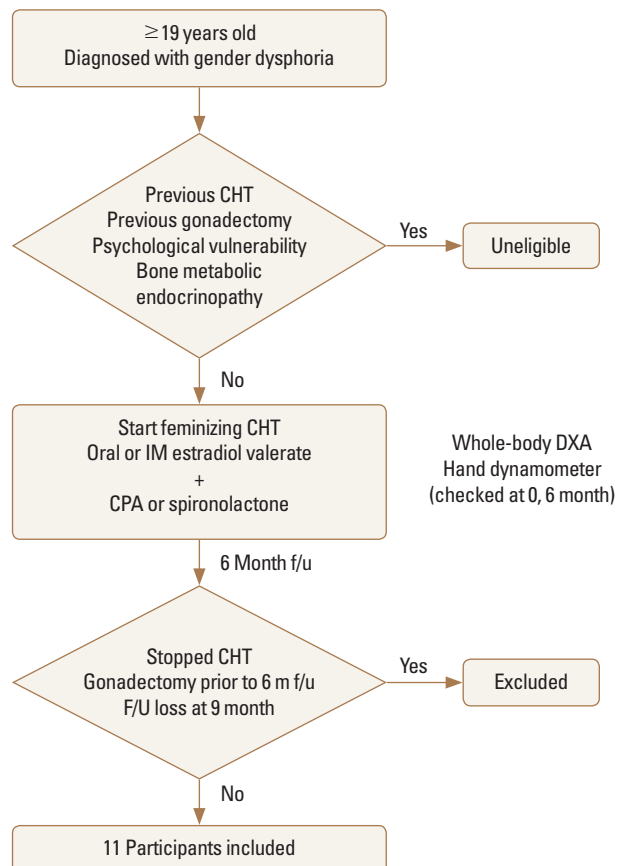 ≥19 years old
Diagnosed with gender dysphoria
Previous CHT
Previous gonadectomy
Psychological vulnerability
Bone metabolic
endocrinopathy
Yes
Uneligible
No
Start feminizing CHT
Oral or IM estradiol valerate
+
CPA or spironolactone
Whole-body DXA
Hand dynamometer
(checked at 0, 6 month)
6 Month f/u
Stopped CHT
Gonadectomy prior to 6 m f/u
F/U loss at 9 month
Yes
Excluded
No
11 Participants included